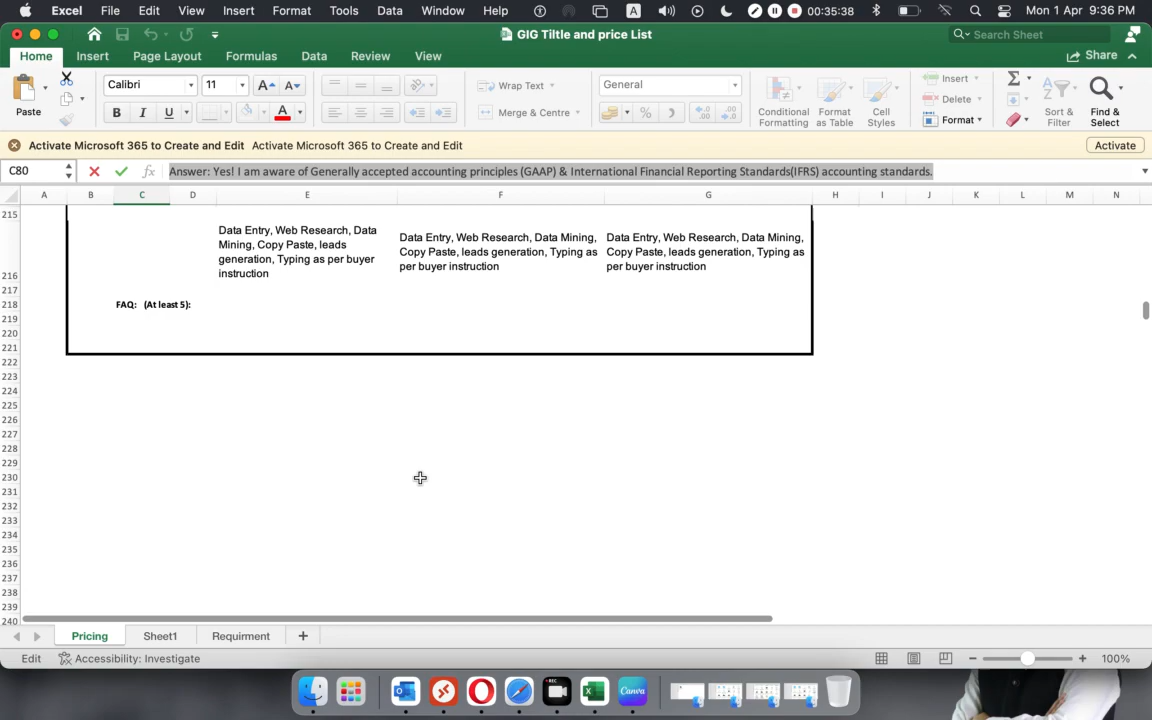 Excel File Edit View Insert Format Tools Data Window Help A 00:35:38 Mon 1 Apr 9:36 PM
GIG Tiltle and price List Search Sheet
Home Insert Page Layout Formulas Data Review View Share
Paste Calibri 11 A A Wrap Text General Insert
B I U A Merge & Centre % Conditional Formatting Format as Table Cell Styles Delete Format Sort & Filter Find & Select
Activate Microsoft 365 to Create and Edit Activate Microsoft 365 to Create and Edit Activate
C80 fx Answer: Yes! I am aware of Generally accepted accounting principles (GAAP) & International Financial Reporting Standards(IFRS) accounting standards.
A B C D E F G H I J K L M N
215
Data Entry, Web Research, Data
Mining, Copy Paste, leads
generation, Typing as per buyer
instruction
Data Entry, Web Research, Data Mining,
Copy Paste, leads generation, Typing as
per buyer instruction
Data Entry, Web Research, Data Mining,
Copy Paste, leads generation, Typing as
per buyer instruction
216
217
218 FAQ: (At least 5):
219
220
221
222
223
224
225
226
227
228
229
230
231
232
233
234
235
236
237
238
239
240
Pricing Sheet1 Requirment +
Edit Accessibility: Investigate 100%
REC
Canva